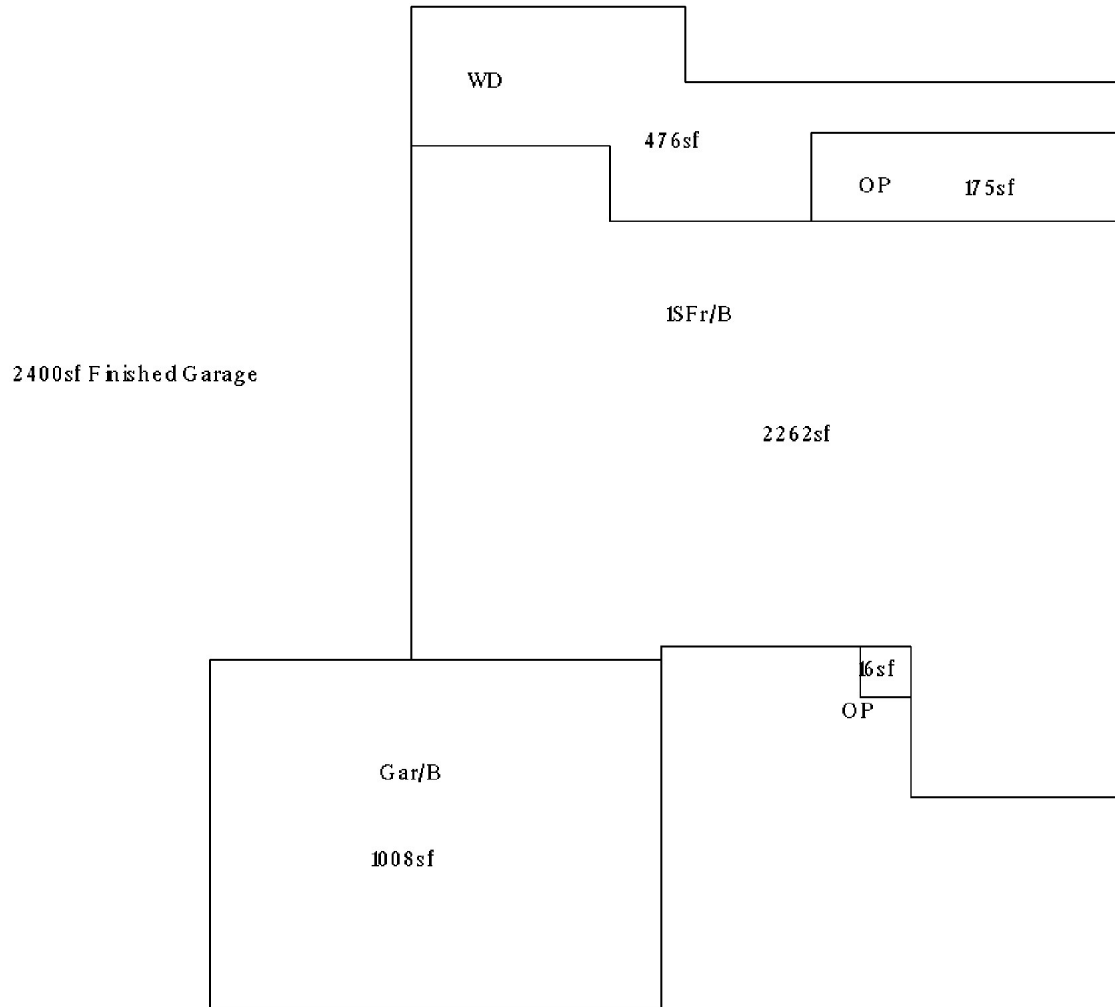 WD
476sf
OP 175sf
1SFr/B
2400sf Finished Garage
2262sf
16sf
OP
Gar/B
1008sf